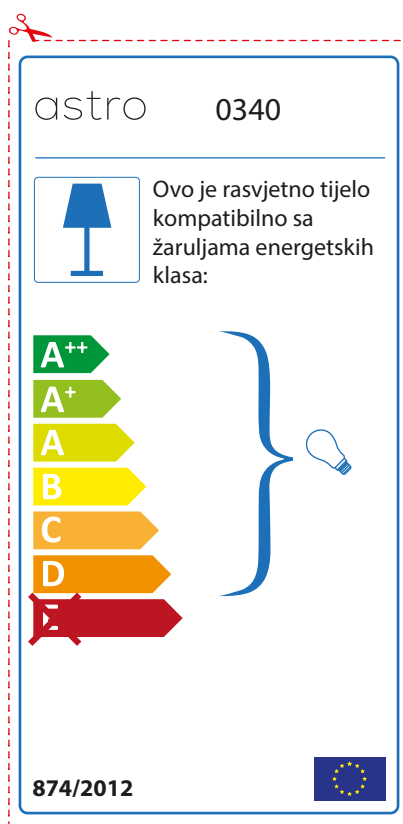 astro 0340
Ovo je rasvjetno tijelo
kompatibilno sa
žaruljama energetskih
klasa:
A++
A+
A
B
C
D
E
874/2012